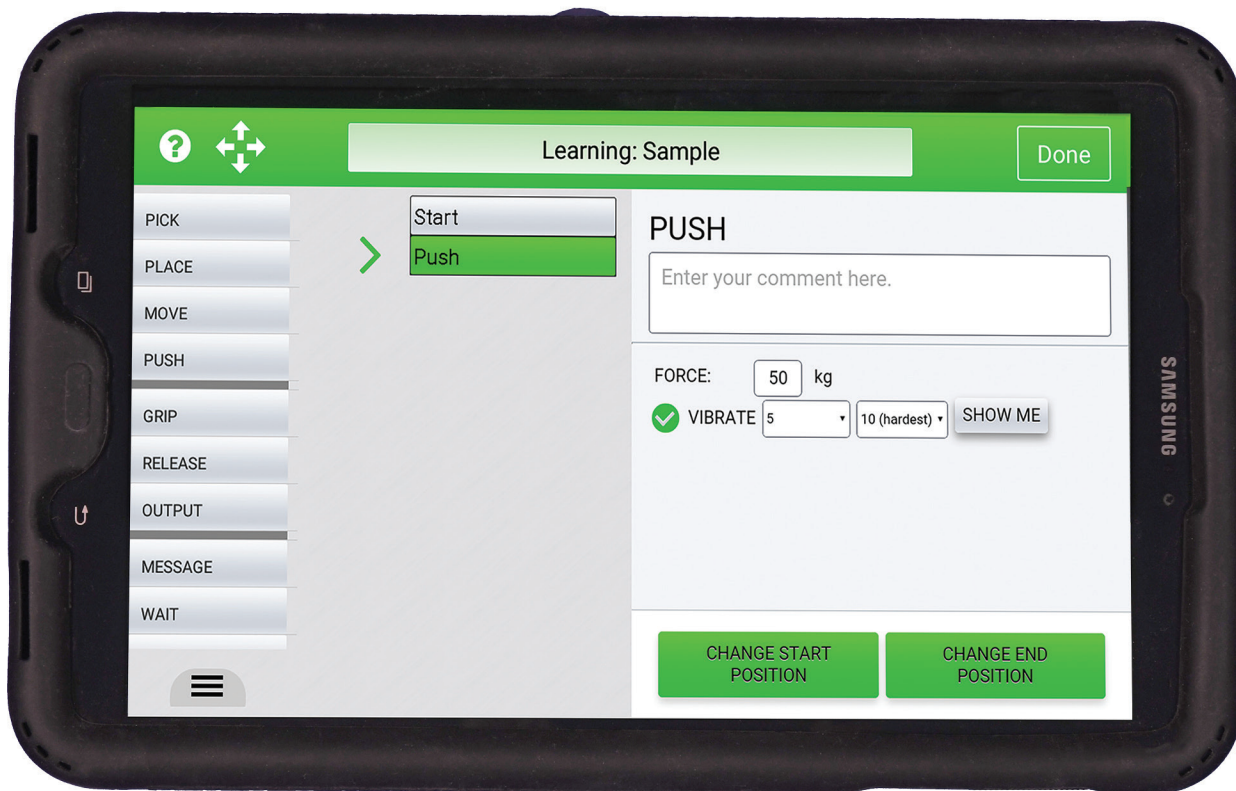 Learning: Sample
Done
PICK
PLACE
MOVE
PUSH
GRIP
RELEASE
OUTPUT
MESSAGE
WAIT
Start
Push
PUSH
Enter your comment here.
FORCE: 50 kg
VIBRATE 5 10 (hardest) SHOW ME
CHANGE START
POSITION
CHANGE END
POSITION
SAMSUNG